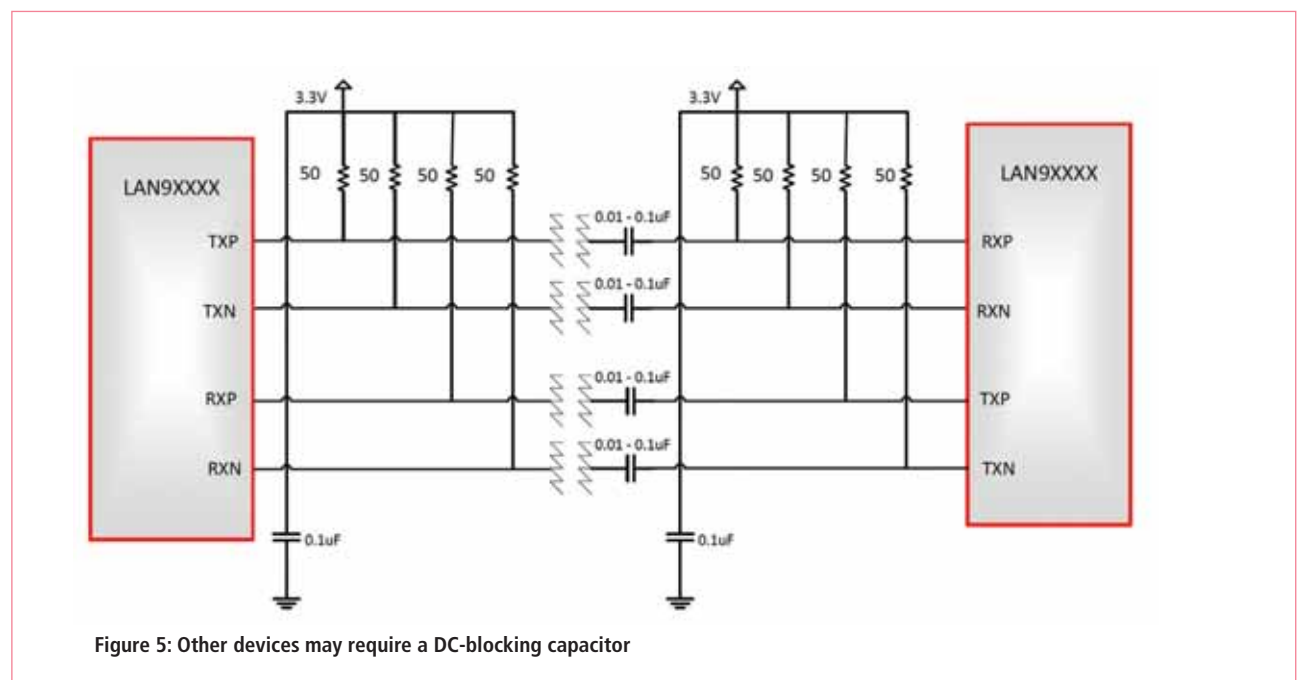 3.3V
3.3V
50
50
50
50
50
50
50
50
LAN9XXXX
LAN9XXXX
0.01 - 0.1uF
TXP
RXP
0.01 - 0.1uF
TXN
RXN
0.01 - 0.1uF
RXP
TXP
0.01 - 0.1uF
RXN
TXN
0.1uF
0.1uF
Figure 5: Other devices may require a DC-blocking capacitor